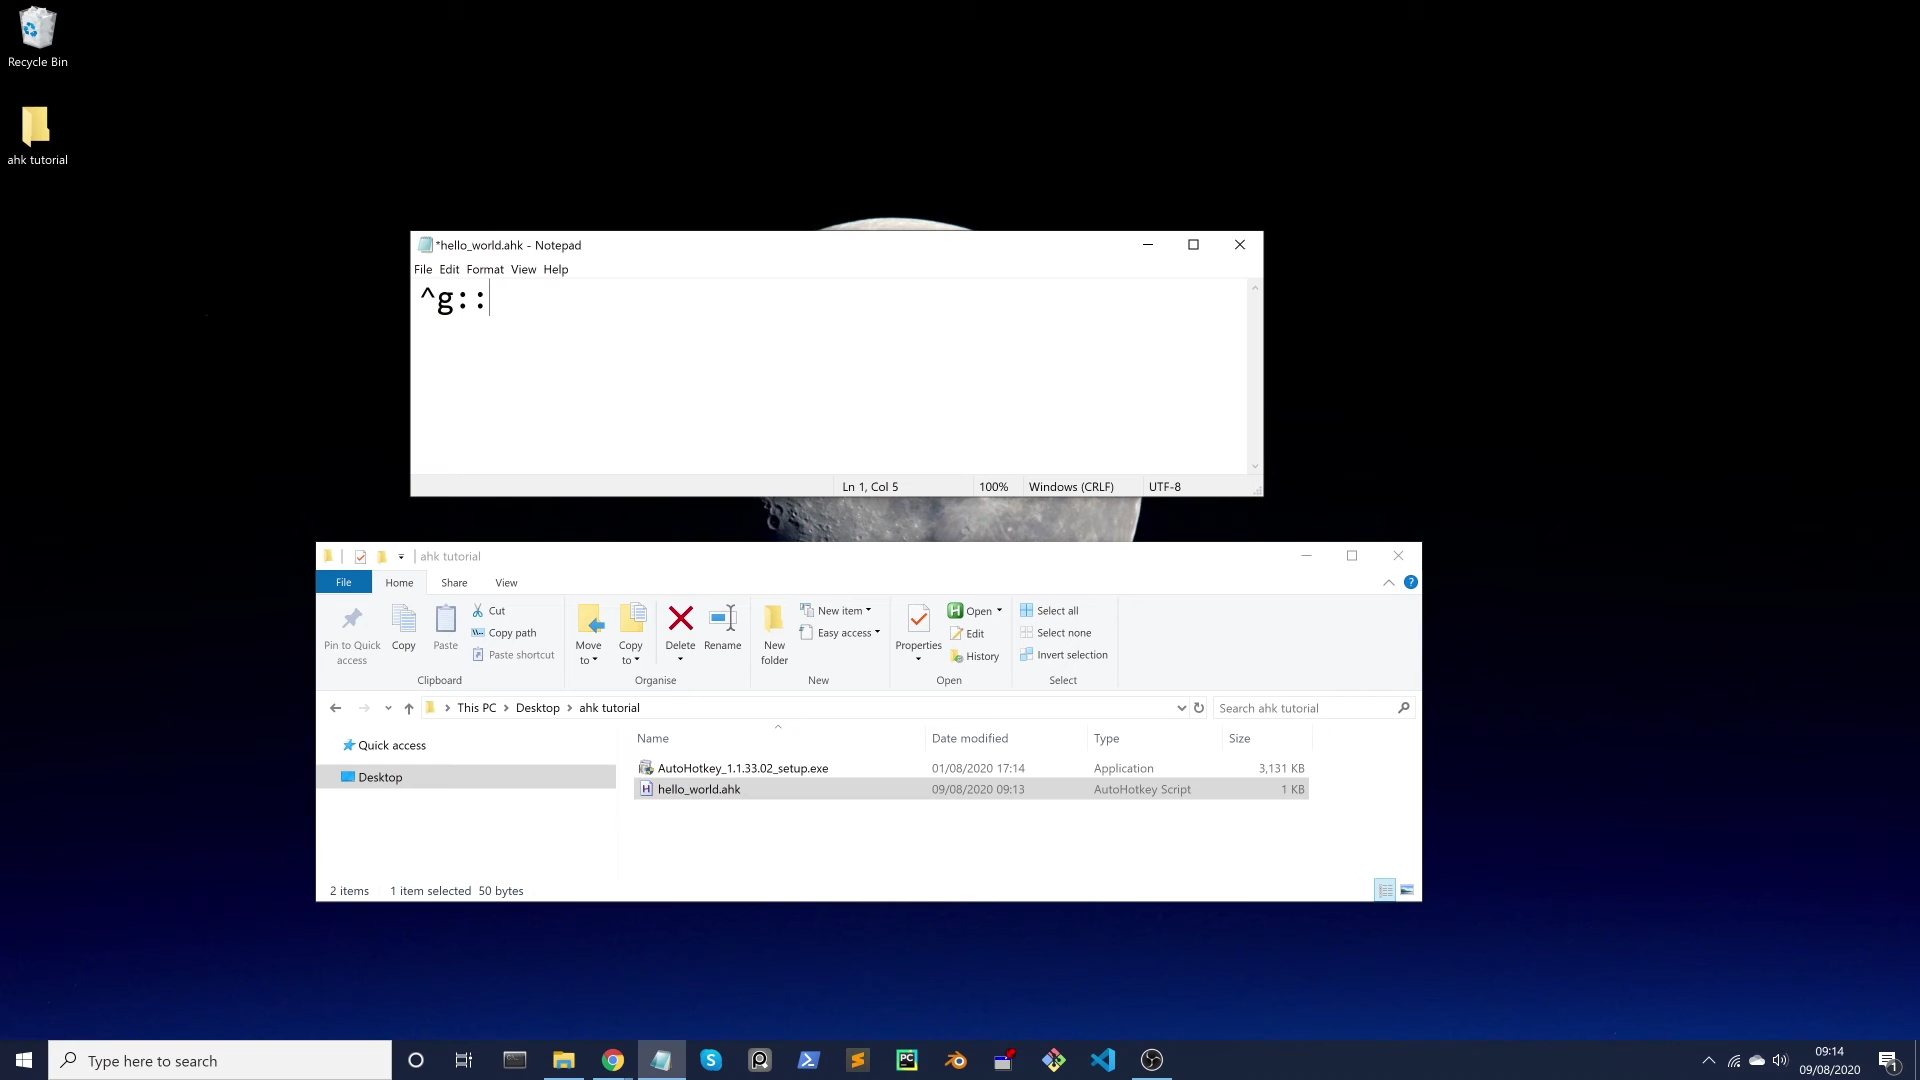 Recycle Bin
ahk tutorial
*hello_world.ahk - Notepad
File Edit Format View Help
^g::
Ln 1, Col 5 100% Windows (CRLF) UTF-8
ahk tutorial
File Home Share View
Pin to Quick access
Copy
Paste
Cut
Copy path
Paste shortcut
Clipboard
Move to
Copy to
Delete
Rename
Organise
New folder
New item
Easy access
New
Properties
Open
Edit
History
Open
Select all
Select none
Invert selection
Select
This PC > Desktop > ahk tutorial
Search ahk tutorial
Quick access
Desktop
Name Date modified Type Size
AutoHotkey_1.1.33.02_setup.exe 01/08/2020 17:14 Application 3,131 KB
hello_world.ahk 09/08/2020 09:13 AutoHotkey Script 1 KB
2 items 1 item selected 50 bytes
Type here to search
09:14
09/08/2020
1